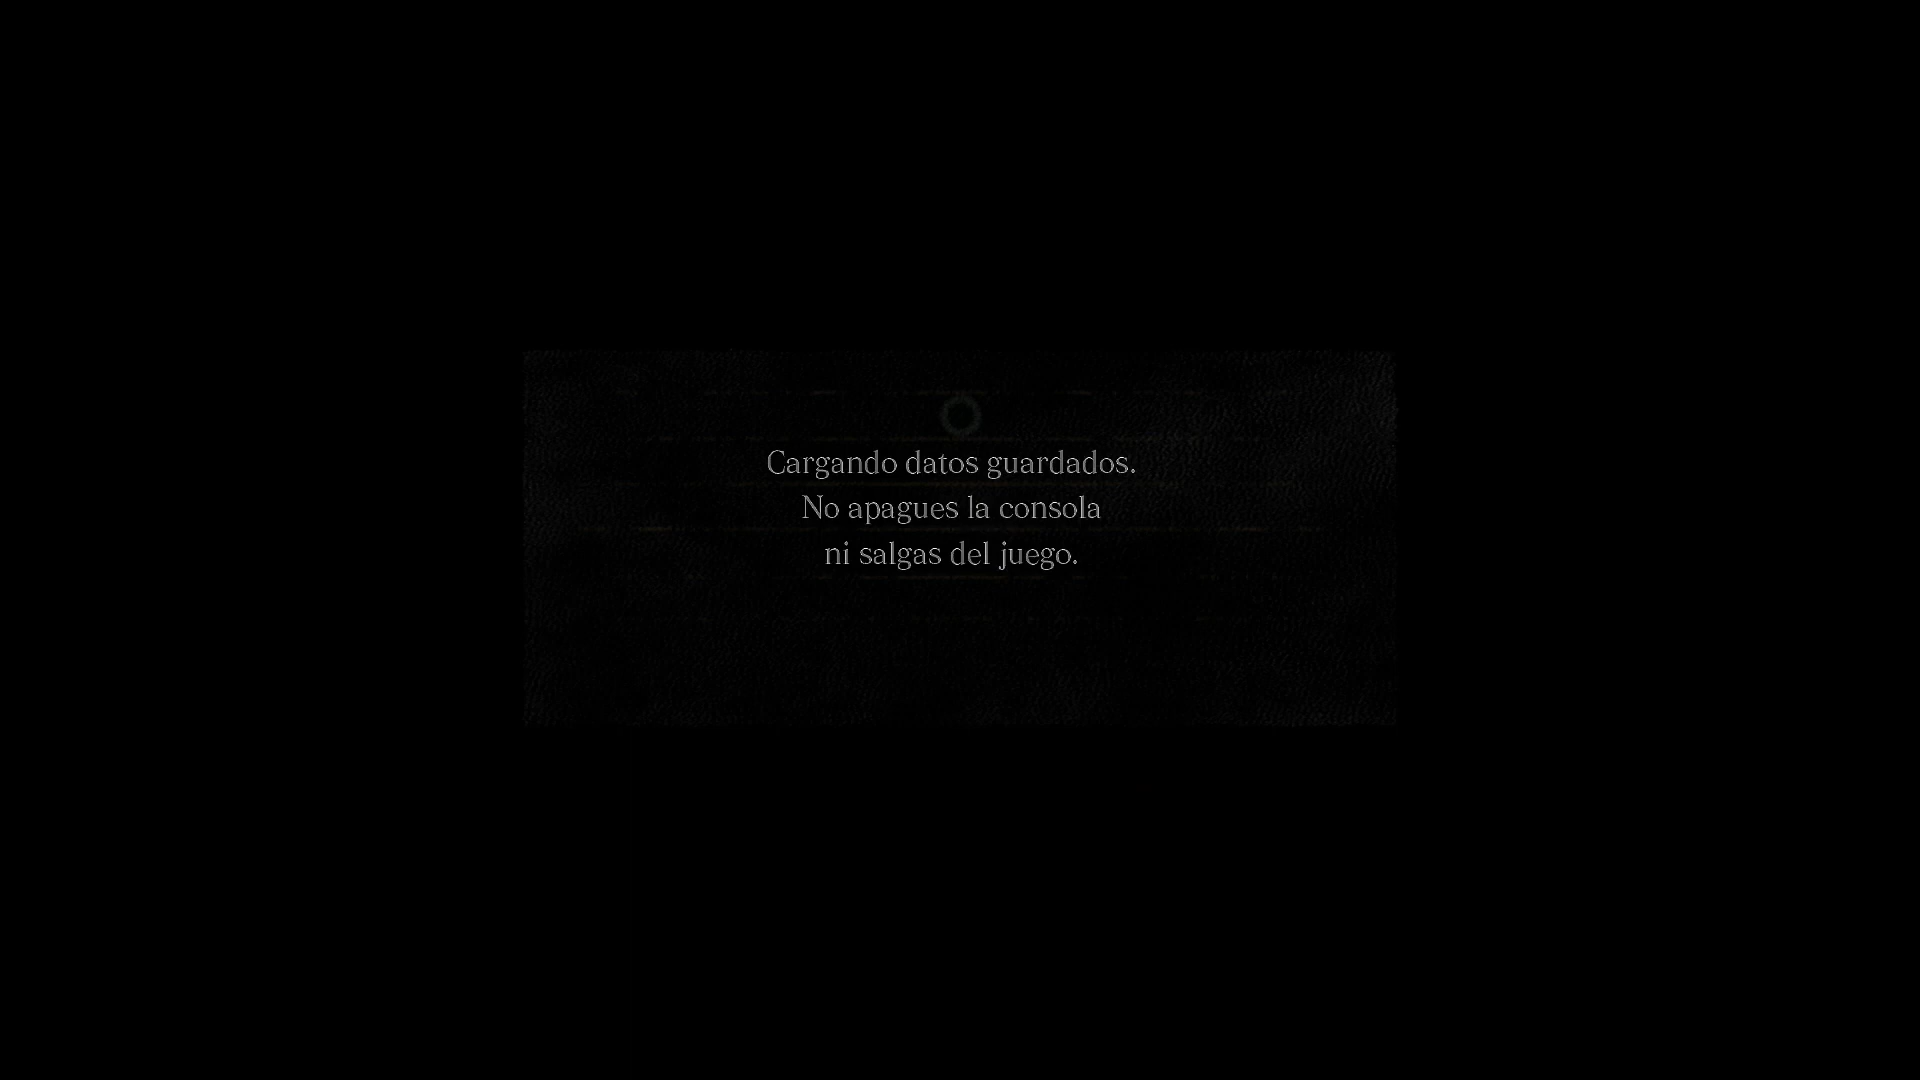 Cargando datos guardados.
No apagues la consola
ni salgas del juego.